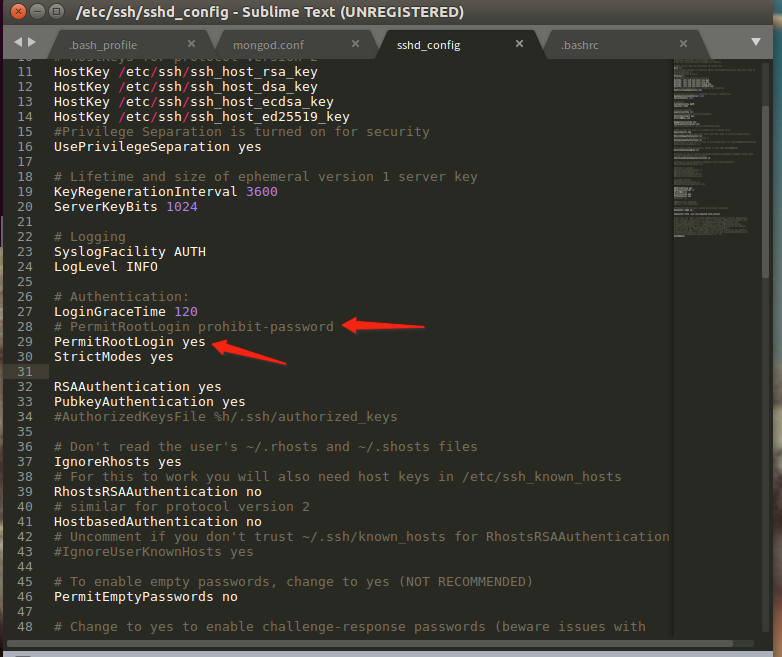 /etc/ssh/sshd_config - Sublime Text (UNREGISTERED)
.bash_profile
mongod.conf
sshd_config
.bashrc
10 # HostKeys for protocol version 2
11 HostKey /etc/ssh/ssh_host_rsa_key
12 HostKey /etc/ssh/ssh_host_dsa_key
13 HostKey /etc/ssh/ssh_host_ecdsa_key
14 HostKey /etc/ssh/ssh_host_ed25519_key
15 #Privilege Separation is turned on for security
16 UsePrivilegeSeparation yes
17
18 # Lifetime and size of ephemeral version 1 server key
19 KeyRegenerationInterval 3600
20 ServerKeyBits 1024
21
22 # Logging
23 SyslogFacility AUTH
24 LogLevel INFO
25
26 # Authentication:
27 LoginGraceTime 120
28 # PermitRootLogin prohibit-password
29 PermitRootLogin yes
30 StrictModes yes
31
32 RSAAuthentication yes
33 PubkeyAuthentication yes
34 #AuthorizedKeysFile %h/.ssh/authorized_keys
35
36 # Don't read the user's ~/.rhosts and ~/.shosts files
37 IgnoreRhosts yes
38 # For this to work you will also need host keys in /etc/ssh_known_hosts
39 RhostsRSAAuthentication no
40 # similar for protocol version 2
41 HostbasedAuthentication no
42 # Uncomment if you don't trust ~/.ssh/known_hosts for RhostsRSAAuthentication
43 #IgnoreUserKnownHosts yes
44
45 # To enable empty passwords, change to yes (NOT RECOMMENDED)
46 PermitEmptyPasswords no
47
48 # Change to yes to enable challenge-response passwords (beware issues with